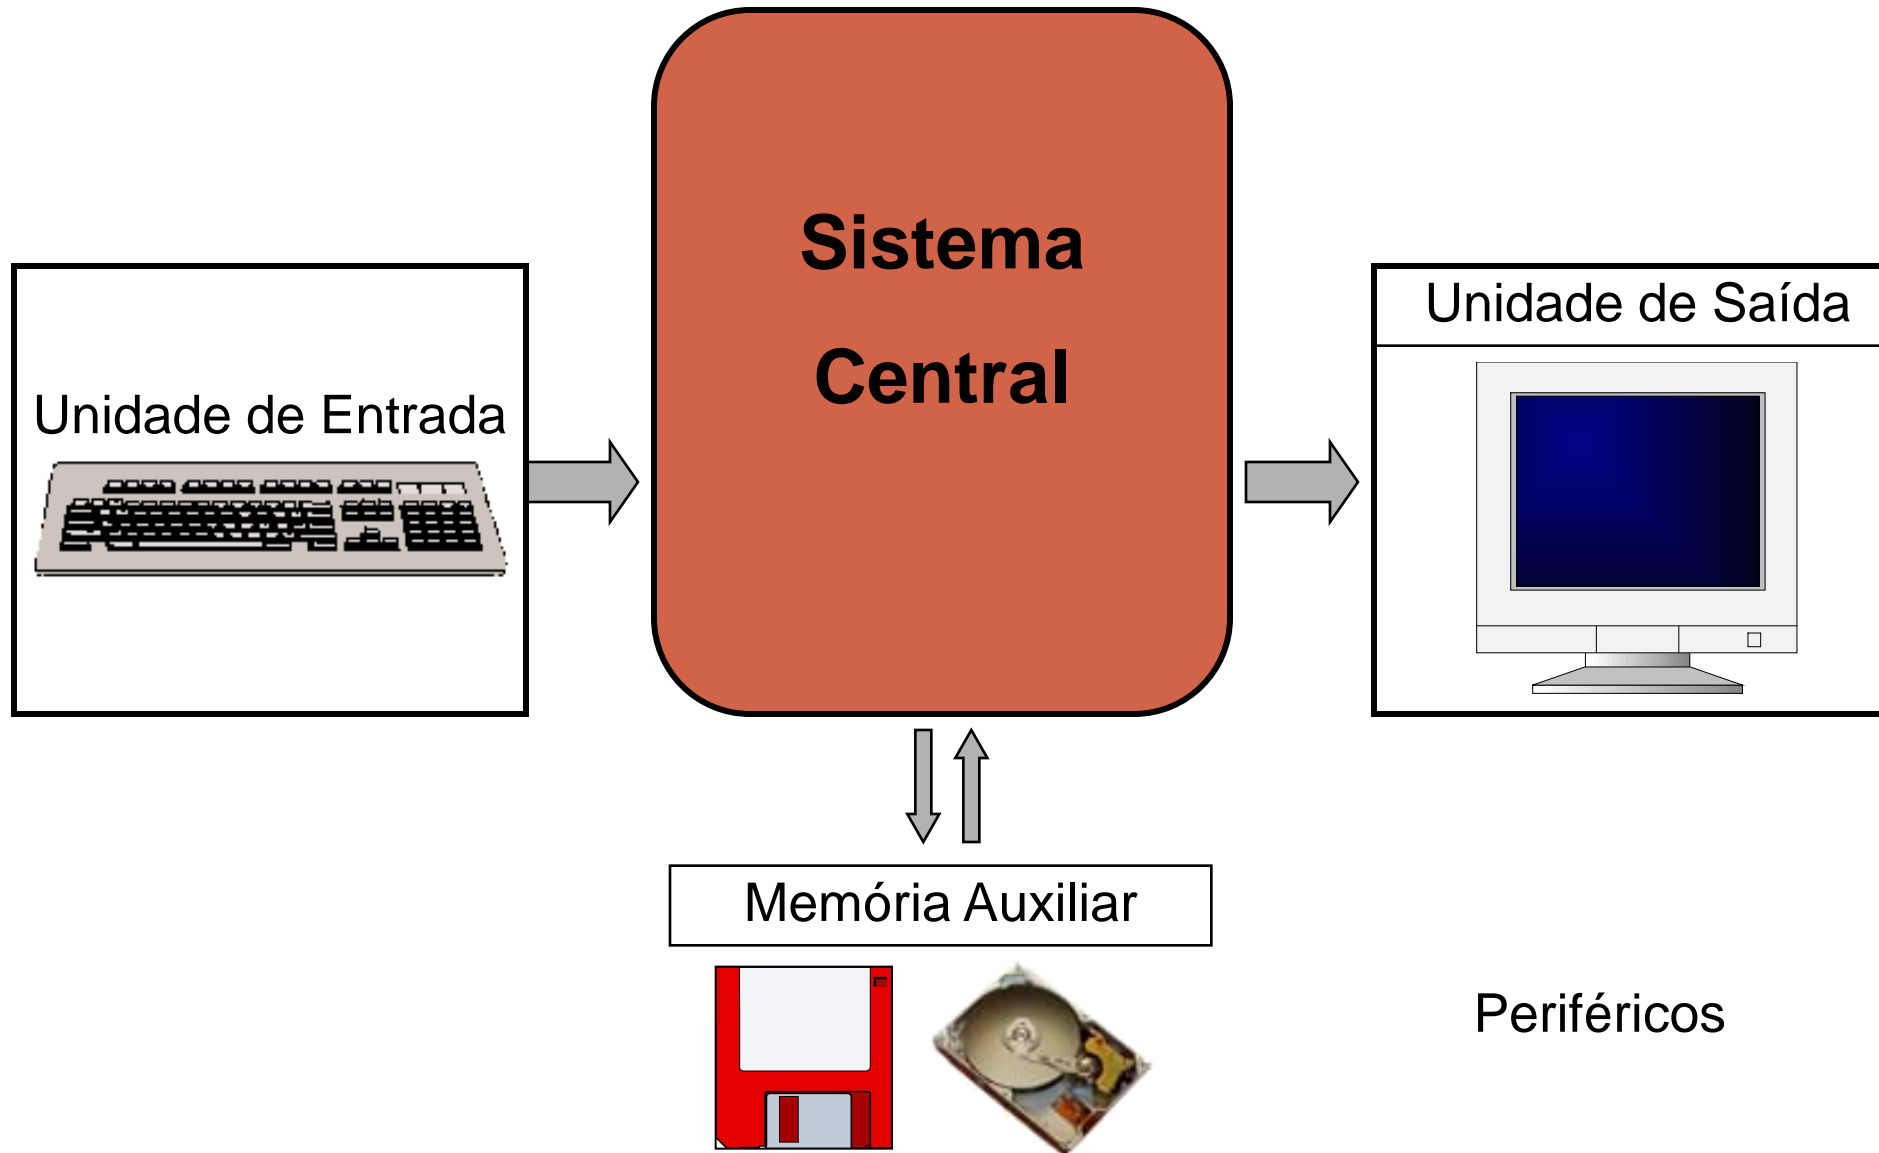 Sistema
Central
Unidade de Entrada
Unidade de Saída
Memória Auxiliar
Periféricos